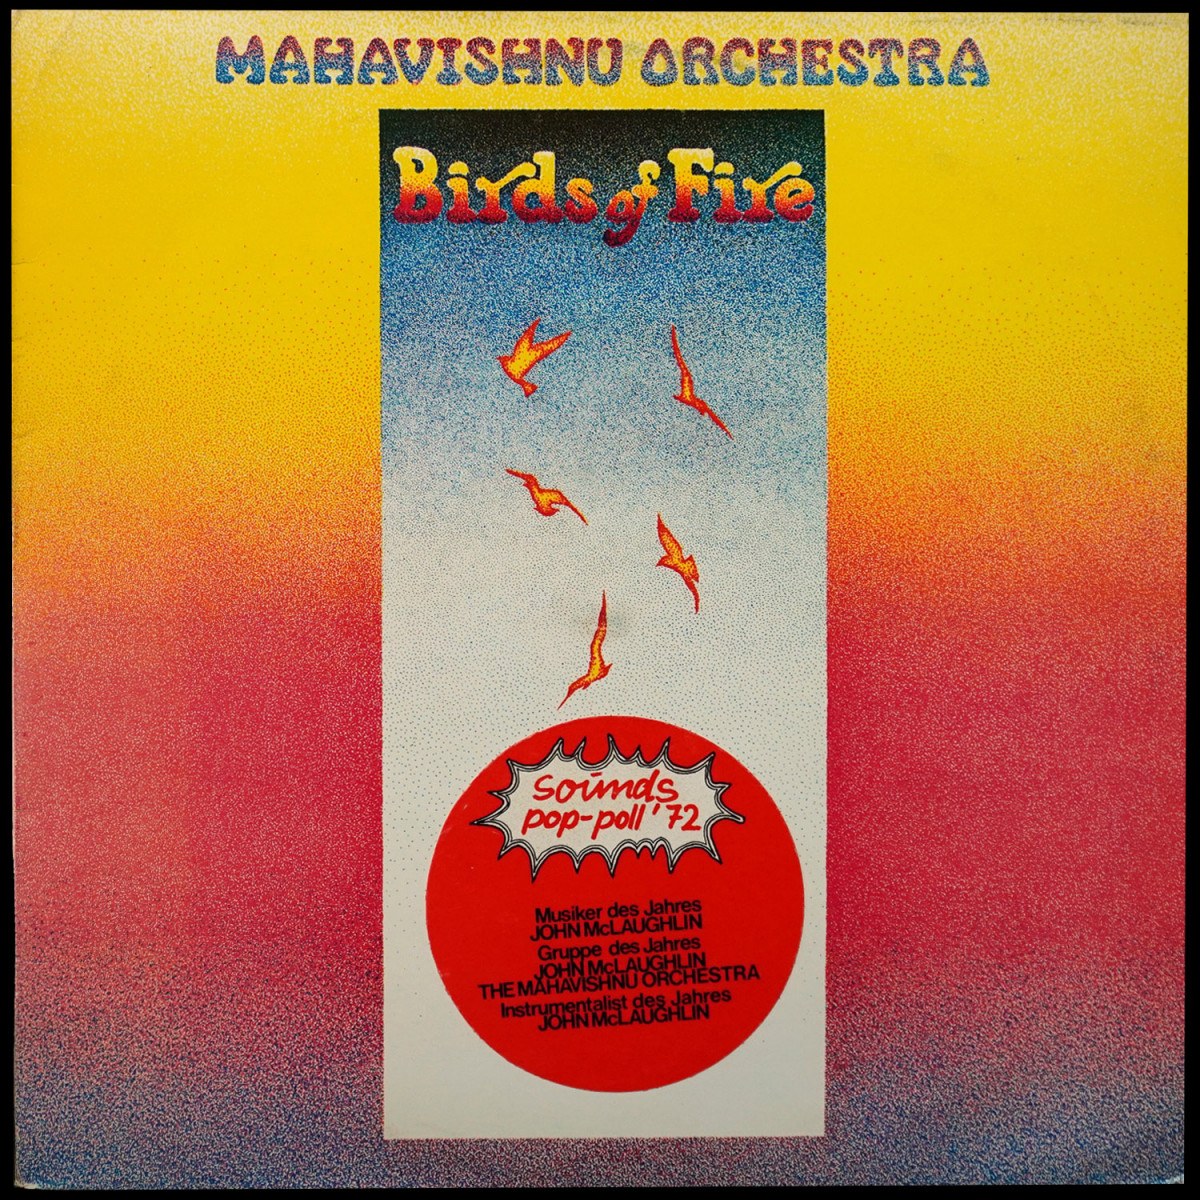 MAHAVISHNU ORCHESTRA
Birds of Fire
sounds
pop-poll '72
Musiker des Jahres
JOHN McLAUGHLIN
Gruppe des Jahres
JOHN McLAUGHLIN
THE MAHAVISHNU ORCHESTRA
Instrumentalist des Jahres
JOHN McLAUGHLIN